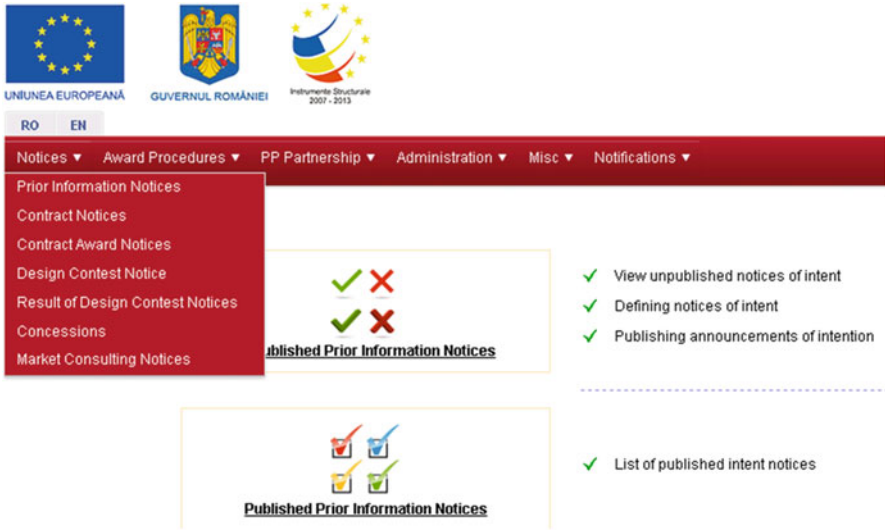 UNIUNEA EUROPEANĂ
GUVERNUL ROMÂNIEI
Instrumente Structurale
2007 - 2013
RO EN
Notices ▼ Award Procedures ▼ PP Partnership ▼ Administration ▼ Misc ▼ Notifications ▼
Prior Information Notices
Contract Notices
Contract Award Notices
Design Contest Notice
Result of Design Contest Notices
Concessions
Market Consulting Notices
ublished Prior Information Notices
View unpublished notices of intent
Defining notices of intent
Publishing announcements of intention
Published Prior Information Notices
List of published intent notices